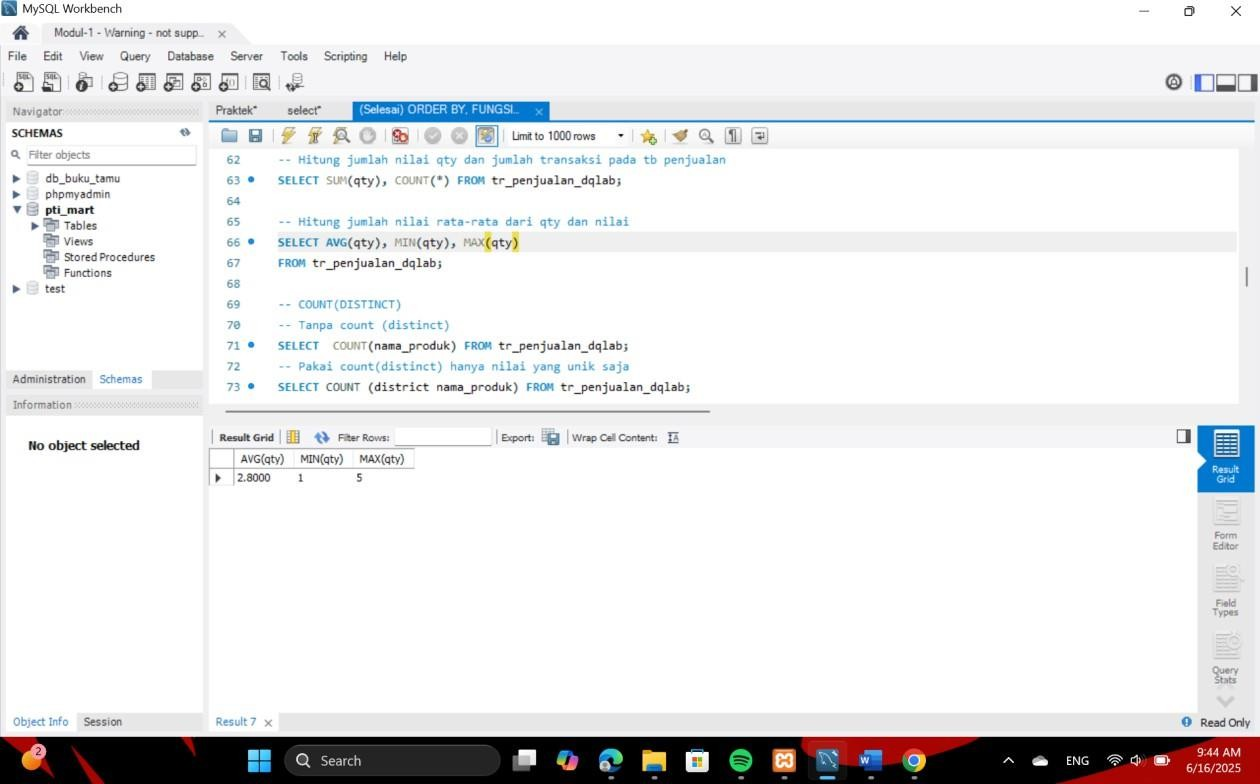 MySQL Workbench
Modul-1 - Warning - not supp...
File Edit View Query Database Server Tools Scripting Help
Navigator
SCHEMAS
Filter objects
db_buku_tamu
phpmyadmin
pti_mart
Tables
Views
Stored Procedures
Functions
test
Administration Schemas
Information
No object selected
Object Info Session
Praktek* select* (Selesai) ORDER BY, FUNGSI...
Limit to 1000 rows
62 -- Hitung jumlah nilai qty dan jumlah transaksi pada tb penjualan
63 SELECT SUM(qty), COUNT(*) FROM tr_penjualan_dqlab;
64
65 -- Hitung jumlah nilai rata-rata dari qty dan nilai
66 SELECT AVG(qty), MIN(qty), MAX(qty)
67 FROM tr_penjualan_dqlab;
68
69 -- COUNT(DISTINCT)
70 -- Tanpa count (distinct)
71 SELECT  COUNT(nama_produk) FROM tr_penjualan_dqlab;
72 -- Pakai count(distinct) hanya nilai yang unik saja
73 SELECT COUNT (district nama_produk) FROM tr_penjualan_dqlab;
Result Grid Filter Rows: Export: Wrap Cell Content:
AVG(qty) MIN(qty) MAX(qty)
2.8000 1 5
Result Grid
Form Editor
Field Types
Query Stats
Result 7
Read Only
2
Search
ENG
9:44 AM
6/16/2025